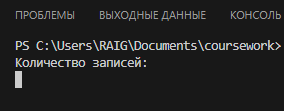 ПРОБЛЕМЫ ВЫХОДНЫЕ ДАННЫЕ КОНСОЛЬ
PS C:\Users\RAIG\Documents\coursework>
Количество записей: